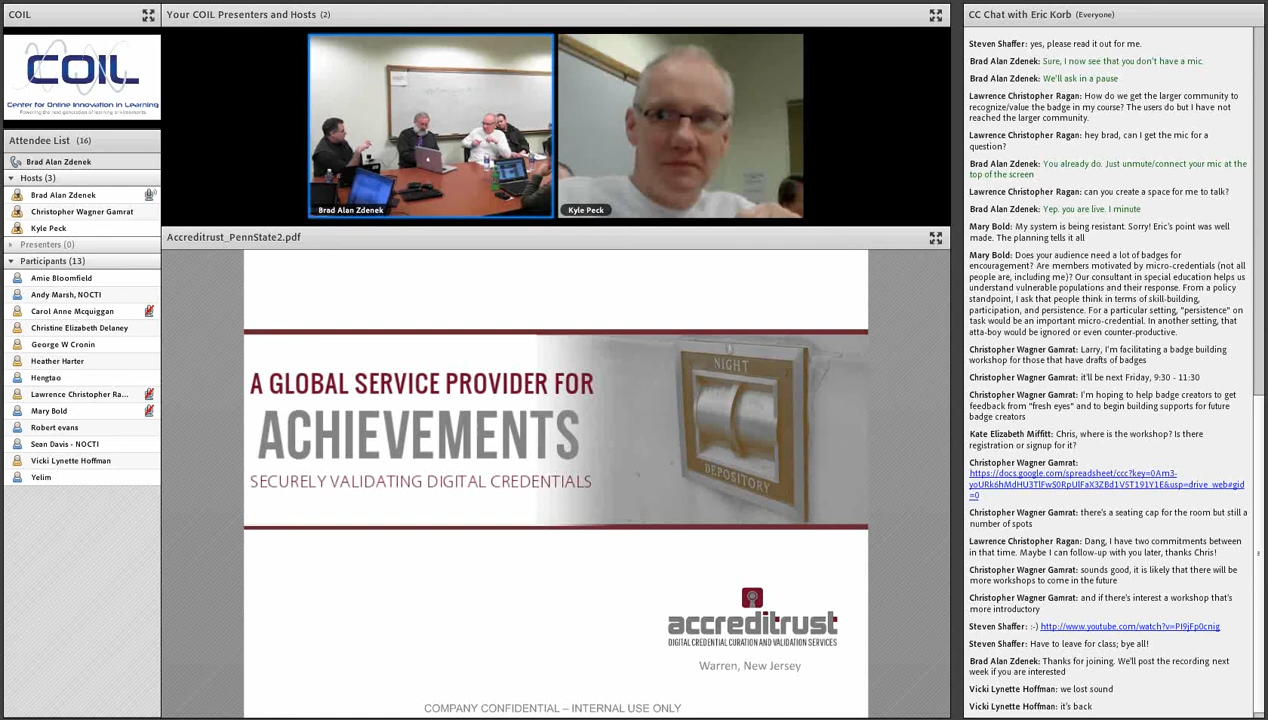 COIL
COIL
Center for Online Innovation in Learning
Powering the next generation of learning environments.
Attendee List (16)
Brad Alan Zdenek
Hosts (3)
Brad Alan Zdenek
Christopher Wagner Gamrat
Kyle Peck
Presenters (0)
Participants (13)
Amie Bloomfield
Andy Marsh, NOCTI
Carol Anne Mcquiggan
Christine Elizabeth Delaney
George W Cronin
Heather Harter
Hengtao
Lawrence Christopher Ra...
Mary Bold
Robert evans
Sean Davis - NOCTI
Vicki Lynette Hoffman
Yelim
Your COIL Presenters and Hosts (2)
Brad Alan Zdenek
Kyle Peck
Accreditrust_PennState2.pdf
A GLOBAL SERVICE PROVIDER FOR
ACHIEVEMENTS
SECURELY VALIDATING DIGITAL CREDENTIALS
NIGHT
DEPOSITORY
accreditrust
DIGITAL CREDENTIAL CURATION AND VALIDATION SERVICES
Warren, New Jersey
COMPANY CONFIDENTIAL – INTERNAL USE ONLY
CC Chat with Eric Korb (Everyone)
Steven Shaffer: yes, please read it out for me.
Brad Alan Zdenek: Sure, I now see that you don't have a mic.
Brad Alan Zdenek: We'll ask in a pause
Lawrence Christopher Ragan: How do we get the larger community to
recognize/value the badge in my course? The users do but I have not
reached the larger community.
Lawrence Christopher Ragan: hey brad, can I get the mic for a
question?
Brad Alan Zdenek: You already do. Just unmute/connect your mic at the
top of the screen
Lawrence Christopher Ragan: can you create a space for me to talk?
Brad Alan Zdenek: Yep. you are live. 1 minute
Mary Bold: My system is being resistant. Sorry! Eric's point was well
made. The planning tells it all
Mary Bold: Does your audience need a lot of badges for
encouragement? Are members motivated by micro-credentials (not all
people are, including me)? Our consultant in special education helps us
understand vulnerable populations and their response. From a policy
standpoint, I ask that people think in terms of skill-building,
participation, and persistence. For a particular setting, "persistence" on
task would be an important micro-credential. In another setting, that
atta-boy would be ignored or even counter-productive.
Christopher Wagner Gamrat: Larry, I'm facilitating a badge building
workshop for those that have drafts of badges
Christopher Wagner Gamrat: it'll be next Friday, 9:30 - 11:30
Christopher Wagner Gamrat: I'm hoping to help badge creators to get
feedback from "fresh eyes" and to begin building supports for future
badge creators
Kate Elizabeth Miffitt: Chris, where is the workshop? Is there
registration or signup for it?
Christopher Wagner Gamrat:
https://docs.google.com/spreadsheet/ccc?key=0Am3-
yoURk6hMdHU3TlFwS0RpUlFaX3ZBd1V5T191Y1E&usp=drive_web#gid
=0
Christopher Wagner Gamrat: there's a seating cap for the room but still a
number of spots
Lawrence Christopher Ragan: Dang, I have two commitments between
in that time. Maybe I can follow-up with you later, thanks Chris!
Christopher Wagner Gamrat: sounds good, it is likely that there will be
more workshops to come in the future
Christopher Wagner Gamrat: and if there's interest a workshop that's
more introductory
Steven Shaffer: :-) http://www.youtube.com/watch?v=PI9jFp0cnig
Steven Shaffer: Have to leave for class; bye all!
Brad Alan Zdenek: Thanks for joining. We'll post the recording next
week if you are interested
Vicki Lynette Hoffman: we lost sound
Vicki Lynette Hoffman: it's back